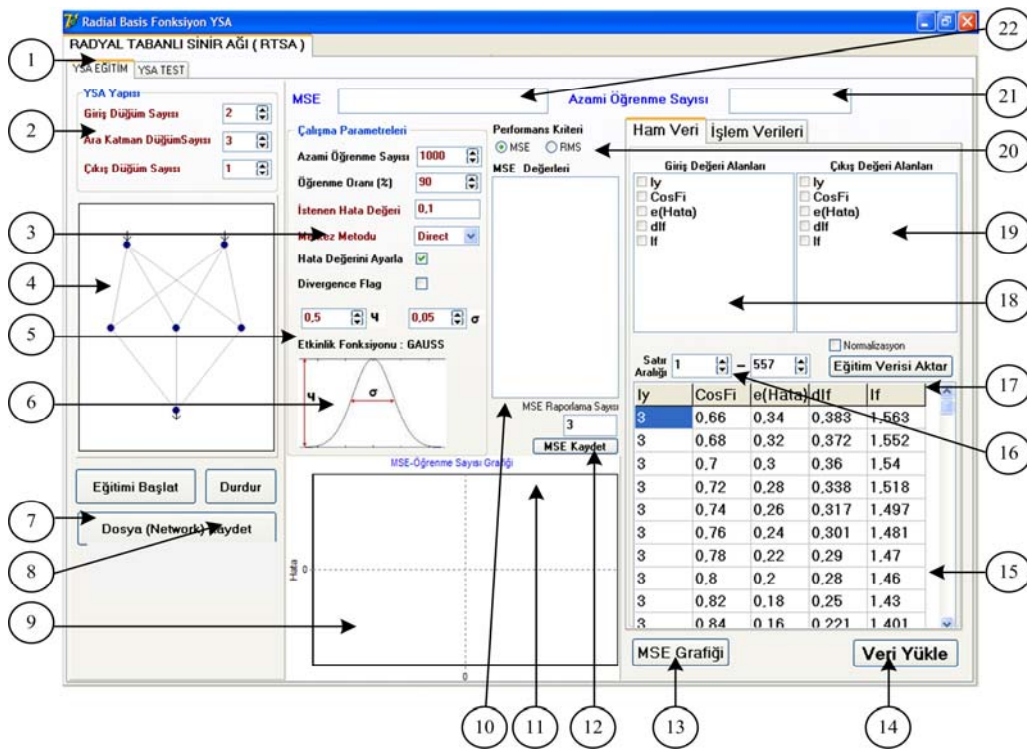 Radial Basis Fonksiyon YSA
RADYAL TABANLI SİNİR AĞI ( RTSA )
YSA EĞİTİM
YSA TEST
YSA Yapısı
Giriş Düğüm Sayısı 2
Ara Katman DüğümSayısı 3
Çıkış Düğüm Sayısı 1
Eğitimi Başlat
Durdur
Dosya (Network) Kaydet
MSE
Azami Öğrenme Sayısı
Çalışma Parametreleri
Azami Öğrenme Sayısı 1000
Öğrenme Oranı (%) 90
İstenen Hata Değeri 0,1
Merkez Metodu Direct
Hata Değerini Ayarla
Divergence Flag
0,5 Ч 0,05 σ
Etkinlik Fonksiyonu : GAUSS
Ч
σ
Performans Kriteri
MSE RMS
MSE Değerleri
MSE Raporlama Sayısı
3
MSE Kaydet
MSE-Öğrenme Sayısı Grafiği
Hata
0
0
Ham Veri
İşlem Verileri
Giriş Değeri Alanları
Iy
CosFi
e(Hata)
dIf
If
Çıkış Değeri Alanları
Iy
CosFi
e(Hata)
dIf
If
Normalizasyon
Satır
Aralığı
1 – 557
Eğitim Verisi Aktar
Iy CosFi e(Hata) dIf If
3 0,66 0,34 0,383 1,563
3 0,68 0,32 0,372 1,552
3 0,7 0,3 0,36 1,54
3 0,72 0,28 0,338 1,518
3 0,74 0,26 0,317 1,497
3 0,76 0,24 0,301 1,481
3 0,78 0,22 0,29 1,47
3 0,8 0,2 0,28 1,46
3 0,82 0,18 0,25 1,43
3 0,84 0,16 0,221 1,401
MSE Grafiği
Veri Yükle
1
2
3
4
5
6
7
8
9
10
11
12
13
14
15
16
17
18
19
20
21
22